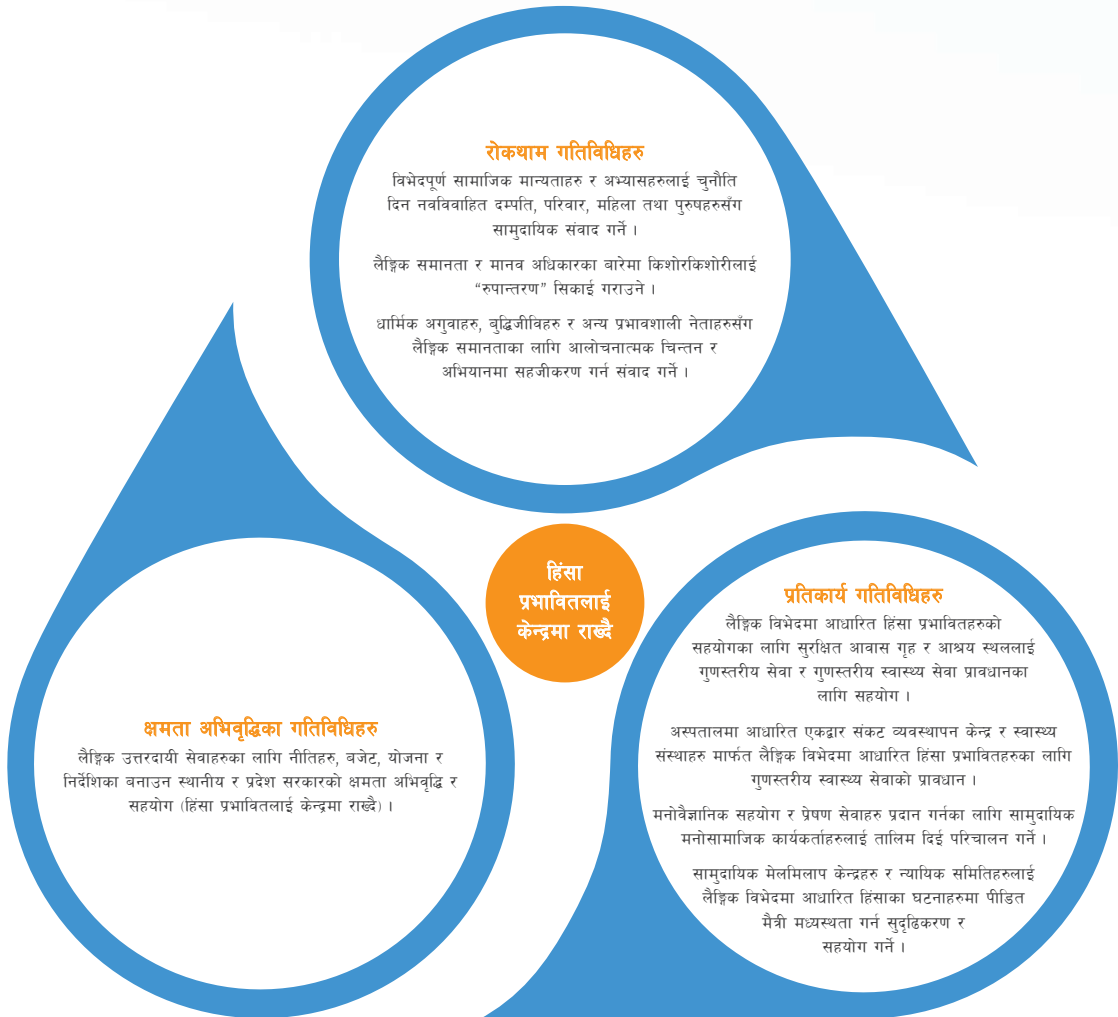 रोकथाम गतिविधिहरु
विभेदपूर्ण सामाजिक मान्यताहरु र अभ्यासहरुलाई चुनौति
दिन नवविवाहित दम्पति, परिवार, महिला तथा पुरुषहरुसँग
सामुदायिक संवाद गर्ने ।
लैङ्गिक समानता र मानव अधिकारका बारेमा किशोरकिशोरीलाई
“रुपान्तरण” सिकाई गराउने ।
धार्मिक अगुवाहरु, बुद्धिजीविहरु र अन्य प्रभावशाली नेताहरुसँग
लैङ्गिक समानताका लागि आलोचनात्मक चिन्तन र
अभियानमा सहजीकरण गर्न संवाद गर्ने ।
हिंसा
प्रभावितलाई
केन्द्रमा राख्दै
क्षमता अभिवृद्धिका गतिविधिहरु
लैङ्गिक उत्तरदायी सेवाहरुका लागि नीतिहरु, बजेट, योजना र
निर्देशिका बनाउन स्थानीय र प्रदेश सरकारको क्षमता अभिवृद्धि र
सहयोग (हिंसा प्रभावितलाई केन्द्रमा राख्दै) ।
प्रतिकार्य गतिविधिहरु
लैङ्गिक विभेदमा आधारित हिंसा प्रभावितहरुको
सहयोगका लागि सुरक्षित आवास गृह र आश्रय स्थललाई
गुणस्तरीय सेवा र गुणस्तरीय स्वास्थ्य सेवा प्रावधानका
लागि सहयोग ।
अस्पतालमा आधारित एकद्वार संकट व्यवस्थापन केन्द्र र स्वास्थ्य
संस्थाहरु मार्फत लैङ्गिक विभेदमा आधारित हिंसा प्रभावितहरुका लागि
गुणस्तरीय स्वास्थ्य सेवाको प्रावधान ।
मनोवैज्ञानिक सहयोग र प्रेषण सेवाहरु प्रदान गर्नका लागि सामुदायिक
मनोसामाजिक कार्यकर्ताहरुलाई तालिम दिई परिचालन गर्ने ।
सामुदायिक मेलमिलाप केन्द्रहरु र न्यायिक समितिहरुलाई
लैङ्गिक विभेदमा आधारित हिंसाका घटनाहरुमा पीडित
मैत्री मध्यस्थता गर्न सुदृढिकरण र
सहयोग गर्ने ।